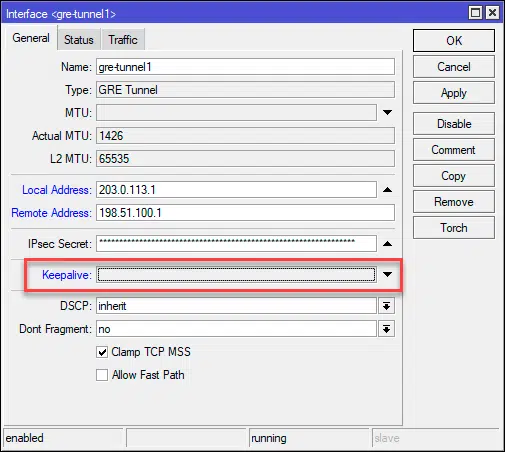 Interface <gre-tunnel1>
General Status Traffic
Name: gre-tunnel1
Type: GRE Tunnel
MTU:
Actual MTU: 1426
L2 MTU: 65535
Local Address: 203.0.113.1
Remote Address: 198.51.100.1
IPsec Secret: ****************************************************************
Keepalive:
DSCP: inherit
Dont Fragment: no
Clamp TCP MSS
Allow Fast Path
OK
Cancel
Apply
Disable
Comment
Copy
Remove
Torch
enabled running slave